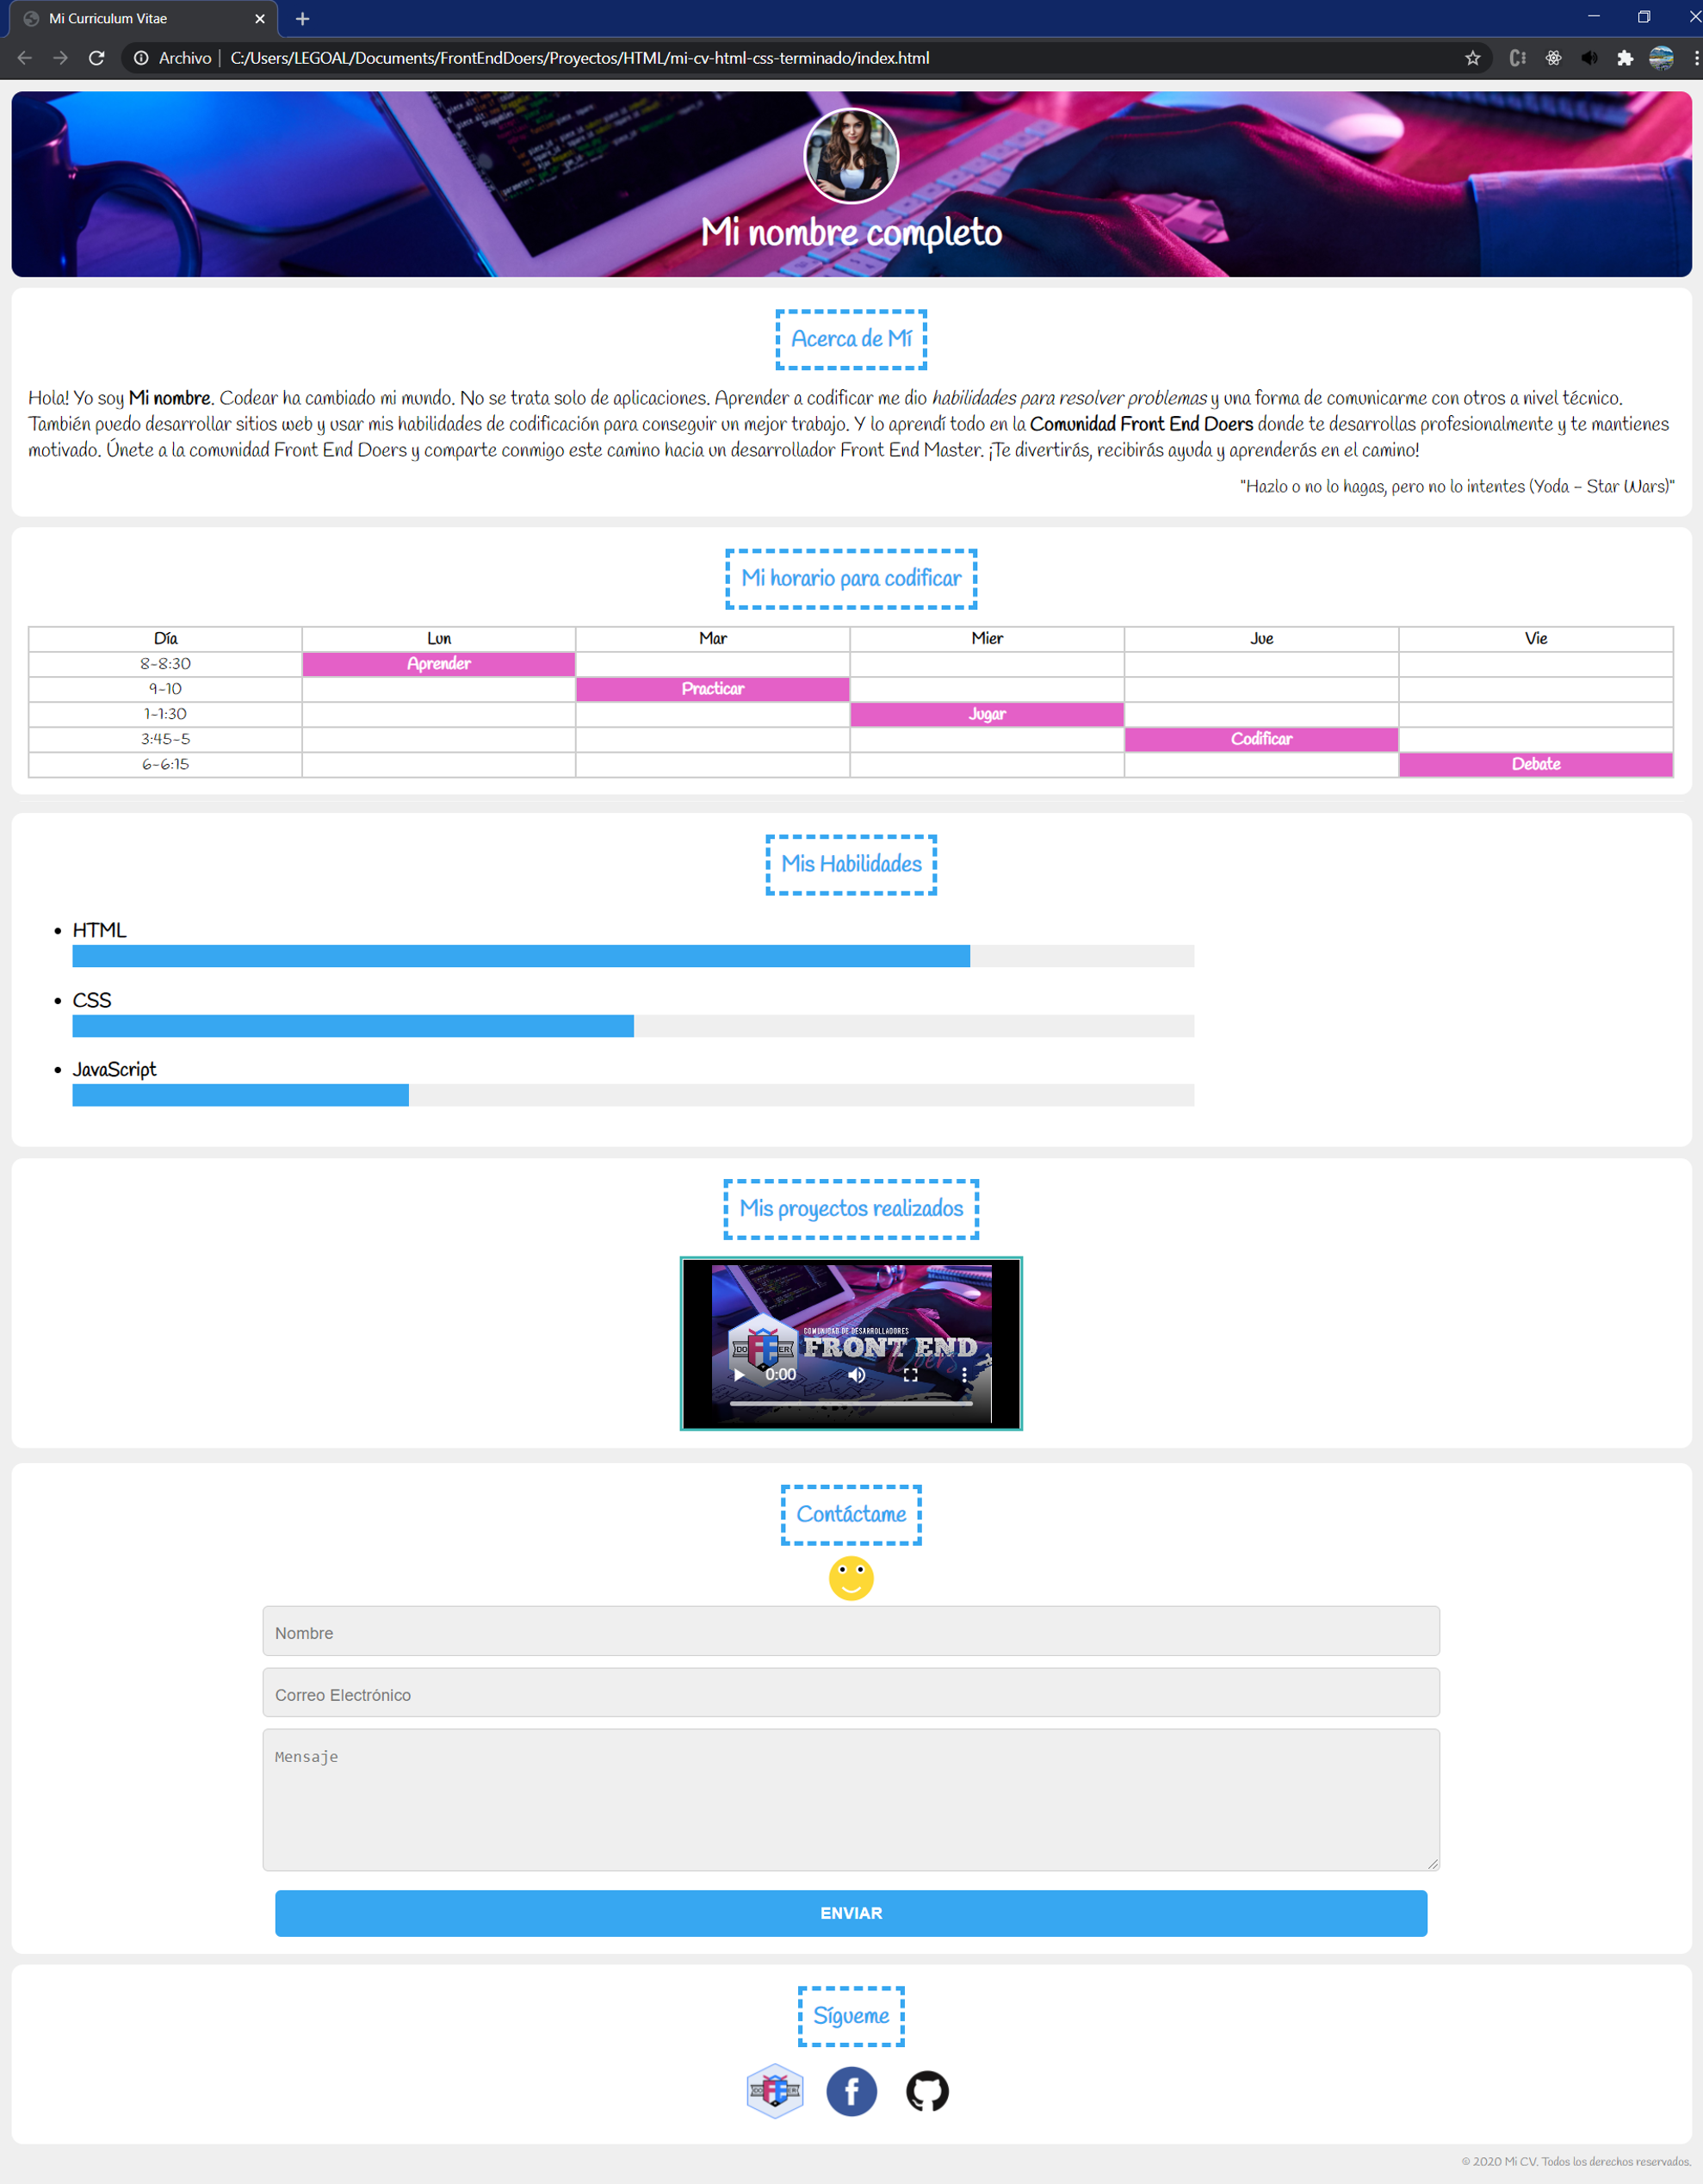 Mi Curriculum Vitae
Archivo | C:/Users/LEGOAL/Documents/FrontEndDoers/Proyectos/HTML/mi-cv-html-css-terminado/index.html
Mi nombre completo
Acerca de Mí
Hola! Yo soy Mi nombre. Codear ha cambiado mi mundo. No se trata solo de aplicaciones. Aprender a codificar me dio habilidades para resolver problemas y una forma de comunicarme con otros a nivel técnico.
También puedo desarrollar sitios web y usar mis habilidades de codificación para conseguir un mejor trabajo. Y lo aprendí todo en la Comunidad Front End Doers donde te desarrollas profesionalmente y te mantienes
motivado. Únete a la comunidad Front End Doers y comparte conmigo este camino hacia un desarrollador Front End Master. ¡Te divertirás, recibirás ayuda y aprenderás en el camino!
"Hazlo o no lo hagas, pero no lo intentes (Yoda - Star Wars)"
Mi horario para codificar
Día Lun Mar Mier Jue Vie
8-8:30 Aprender
9-10 Practicar
1-1:30 Jugar
3:45-5 Codificar
6-6:15 Debate
Mis Habilidades
HTML
CSS
JavaScript
Mis proyectos realizados
COMUNIDAD DE DESARROLLADORES
FRONT END
Doers
DO FE ER
0:00
Contáctame
Nombre
Correo Electrónico
Mensaje
ENVIAR
Sígueme
DO FE ER
© 2020 Mi CV. Todos los derechos reservados.